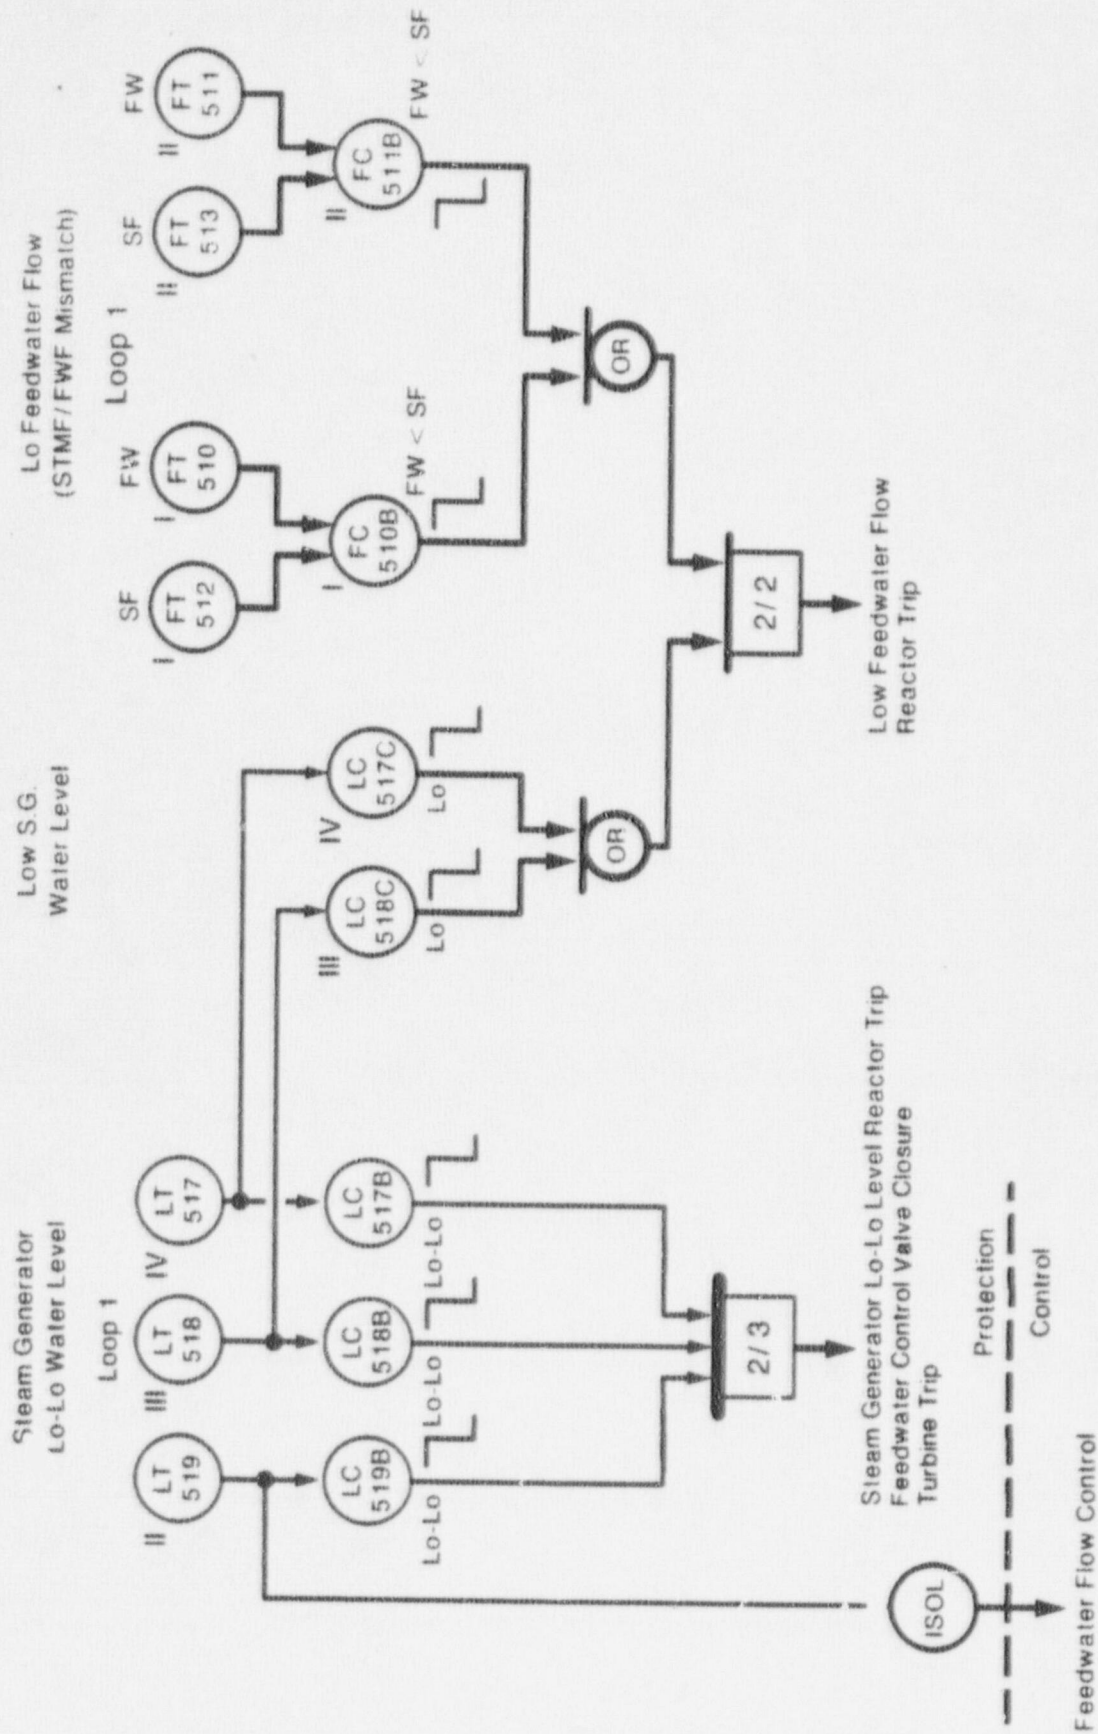 Steam Generator
Lo-Lo Water Level
Loop 1
II
LT
519
III
LT
518
IV
LT
517
LC
519B
Lo-Lo
LC
518B
Lo-Lo
LC
517B
Lo-Lo
2/3
Steam Generator Lo-Lo Level Reactor Trip
Feedwater Control Valve Closure
Turbine Trip
ISOL
Protection
Control
Feedwater Flow Control
Low S.G.
Water Level
III
LC
518C
Lo
IV
LC
517C
Lo
OR
Lo Feedwater Flow
(STMF/FWF Mismatch)
Loop 1
SF
I
FT
512
FW
I
FT
510
SF
II
FT
513
FW
II
FT
511
I
FC
510B
FW < SF
II
FC
511B
FW < SF
OR
2/2
Low Feedwater Flow
Reactor Trip